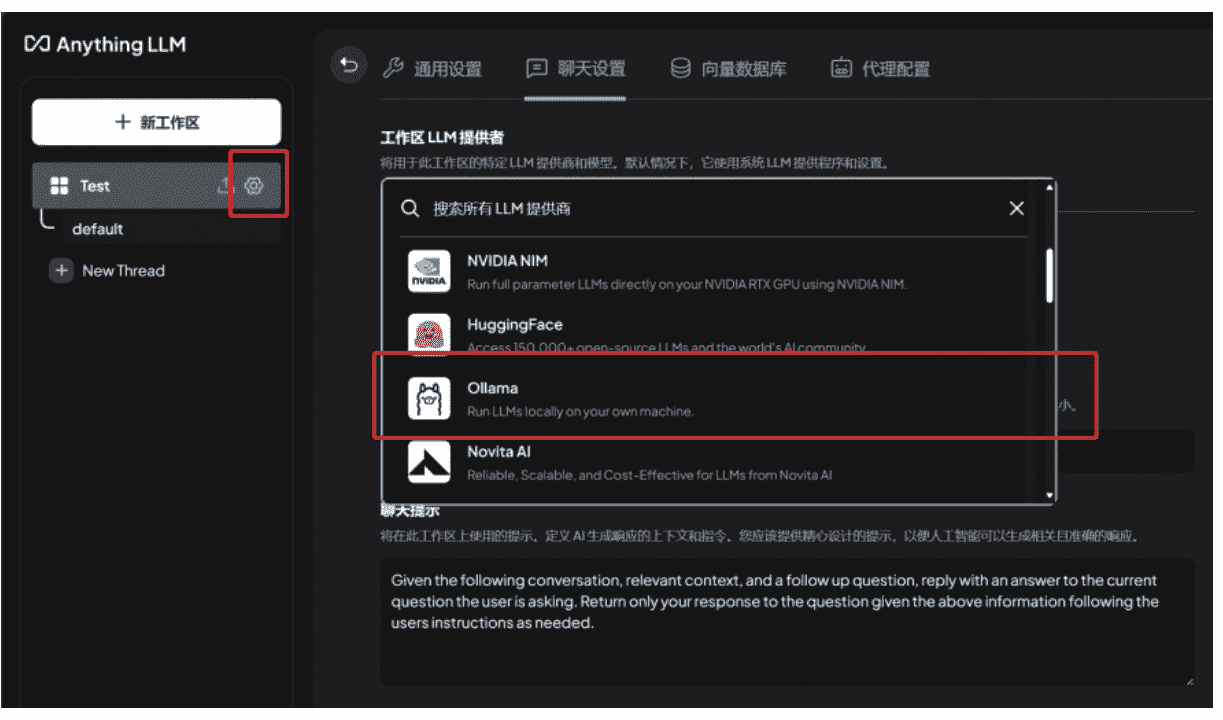 Anything LLM
新工作区
Test
default
New Thread
通用设置
聊天设置
向量数据库
代理配置
工作区 LLM 提供者
将用于此工作区的特定 LLM 提供商和模型。默认情况下，它使用系统 LLM 提供程序和设置。
搜索所有 LLM 提供商
NVIDIA NIM
Run full parameter LLMs directly on your NVIDIA RTX GPU using NVIDIA NIM.
HuggingFace
Access 150,000+ open-source LLMs and the world's AI community
Ollama
Run LLMs locally on your own machine.
小。
Novita AI
Reliable, Scalable, and Cost-Effective for LLMs from Novita AI
聊天提示
将在此工作区上使用的提示。定义 AI 生成响应的上下文和指令。您应该提供精心设计的提示，以便人工智能可以生成相关且准确的响应。
Given the following conversation, relevant context, and a follow up question, reply with an answer to the current
question the user is asking. Return only your response to the question given the above information following the
users instructions as needed.